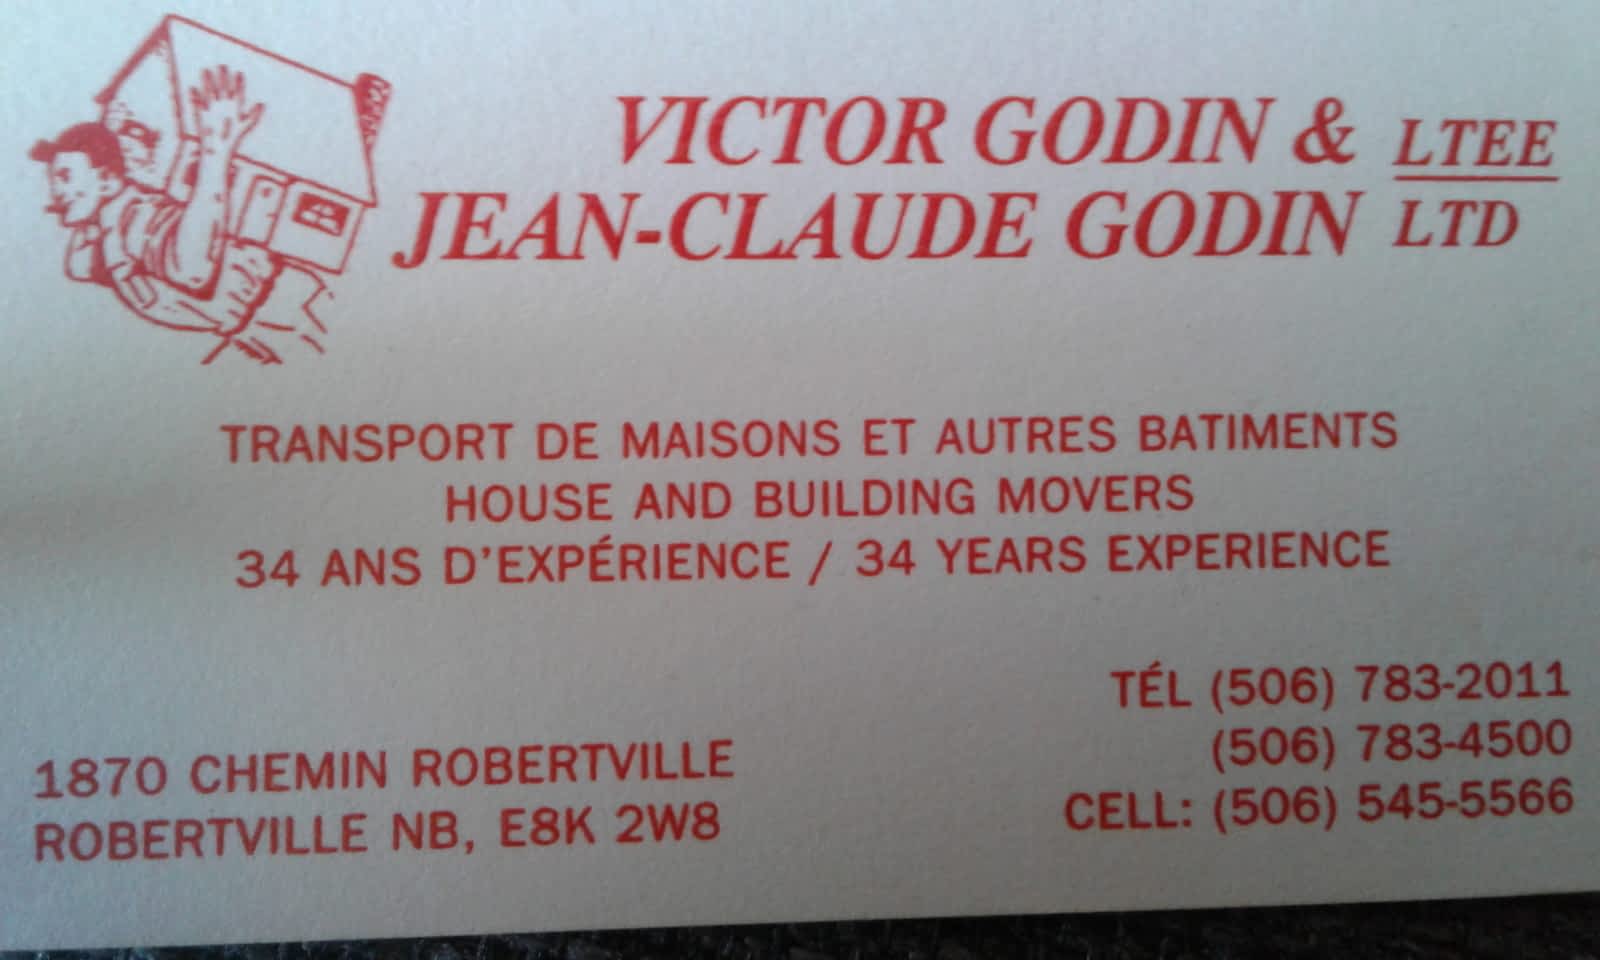 VICTOR GODIN & LTEE
JEAN-CLAUDE GODIN LTD
TRANSPORT DE MAISONS ET AUTRES BATIMENTS
HOUSE AND BUILDING MOVERS
34 ANS D'EXPÉRIENCE / 34 YEARS EXPERIENCE
TÉL (506) 783-2011
(506) 783-4500
CELL: (506) 545-5566
1870 CHEMIN ROBERTVILLE
ROBERTVILLE NB, E8K 2W8